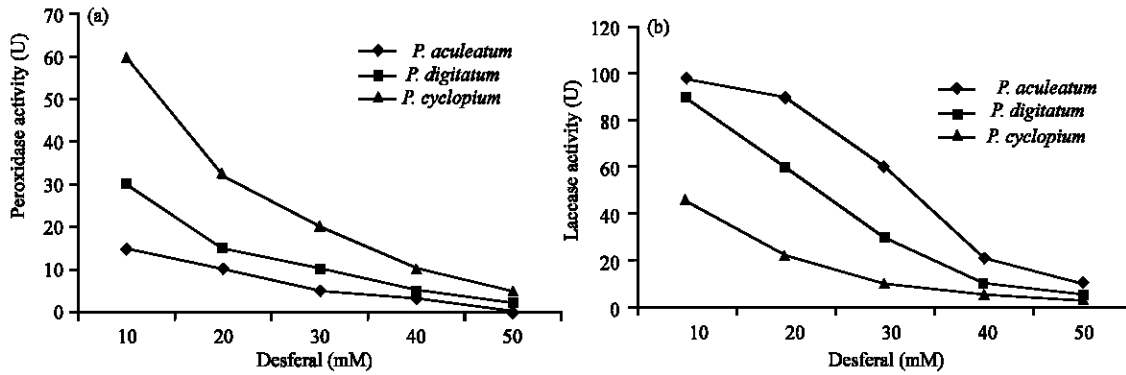 (a)
70
60
50
40
30
20
10
0
Peroxidase activity (U)
P. aculeatum
P. digitatum
P. cyclopium
10 20 30 40 50
Desferal (mM)
(b)
120
100
80
60
40
20
0
Laccase activity (U)
P. aculeatum
P. digitatum
P. cyclopium
10 20 30 40 50
Desferal (mM)